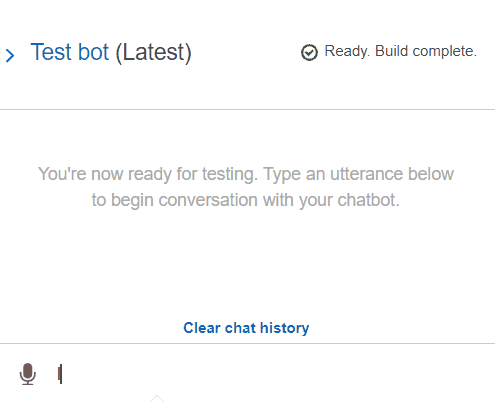 Test bot (Latest)
Ready. Build complete.
You're now ready for testing. Type an utterance below
to begin conversation with your chatbot.
Clear chat history